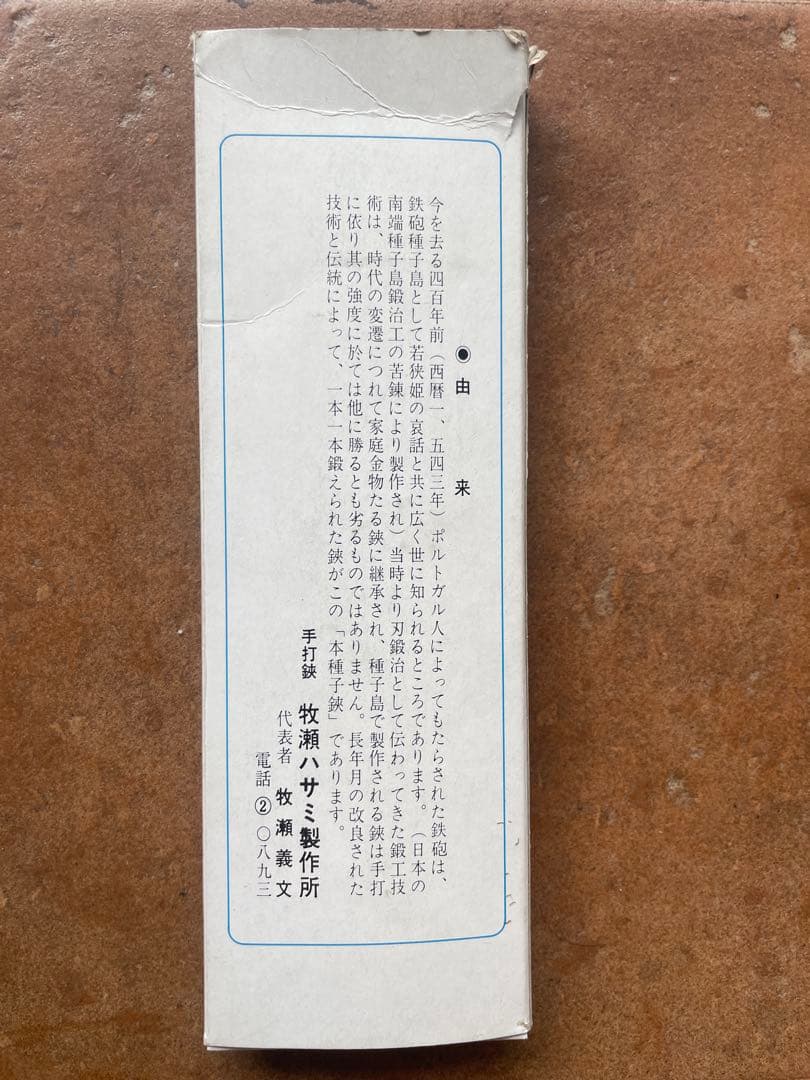 ◉由来
今を去る四百年前（西暦一、五四三年）ポルトガル人によってもたらされた鉄砲は、
鉄砲種子島として若狭姫の哀話と共に広く世に知られるところであります。（日本の
南端種子島鍛治工の苦錬により製作され）当時より刃鍛治として伝わってきた鍛工技
術は、時代の変遷につれて家庭金物たる鋏に継承され、種子島で製作される鋏は手打
に依り其の強度に於ては他に勝るとも劣るものではありません。長年月の改良された
技術と伝統によって、一本一本鍛えられた鋏がこの「本種子鋏」であります。
手打鋏 牧瀬ハサミ製作所
代表者 牧瀬義文
電話②〇八九三